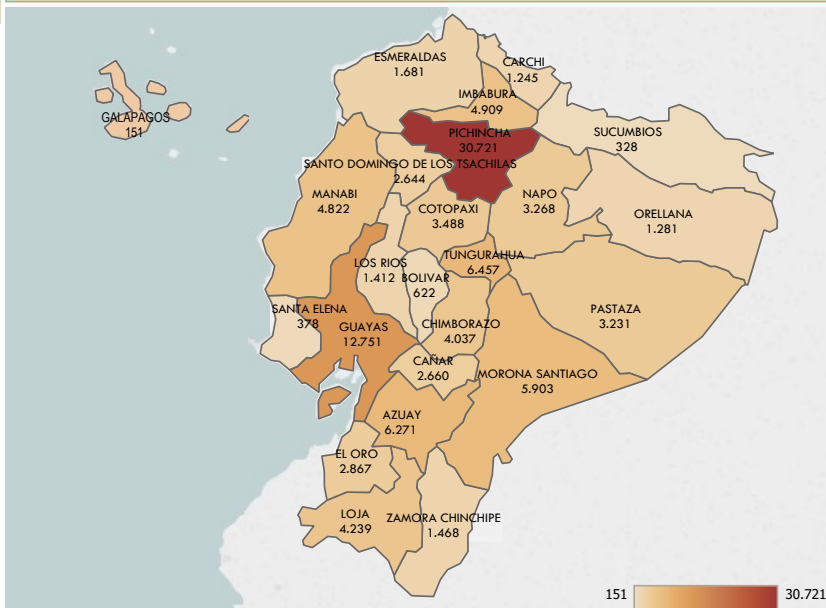 ESMERALDAS
1.681
CARCHI
1.245
IMBABURA
4.909
GALAPAGOS
151
PICHINCHA
30.721
SUCUMBIOS
328
SANTO DOMINGO DE LOS TSACHILAS
2.644
MANABI
4.822
NAPO
3.268
COTOPAXI
3.488
ORELLANA
1.281
TUNGURAHUA
6.457
LOS RIOS
1.412
BOLIVAR
622
SANTA ELENA
378
GUAYAS
12.751
CHIMBORAZO
4.037
PASTAZA
3.231
CAÑAR
2.660
MORONA SANTIAGO
5.903
AZUAY
6.271
EL ORO
2.867
LOJA
4.239
ZAMORA CHINCHIPE
1.468
151
30.721